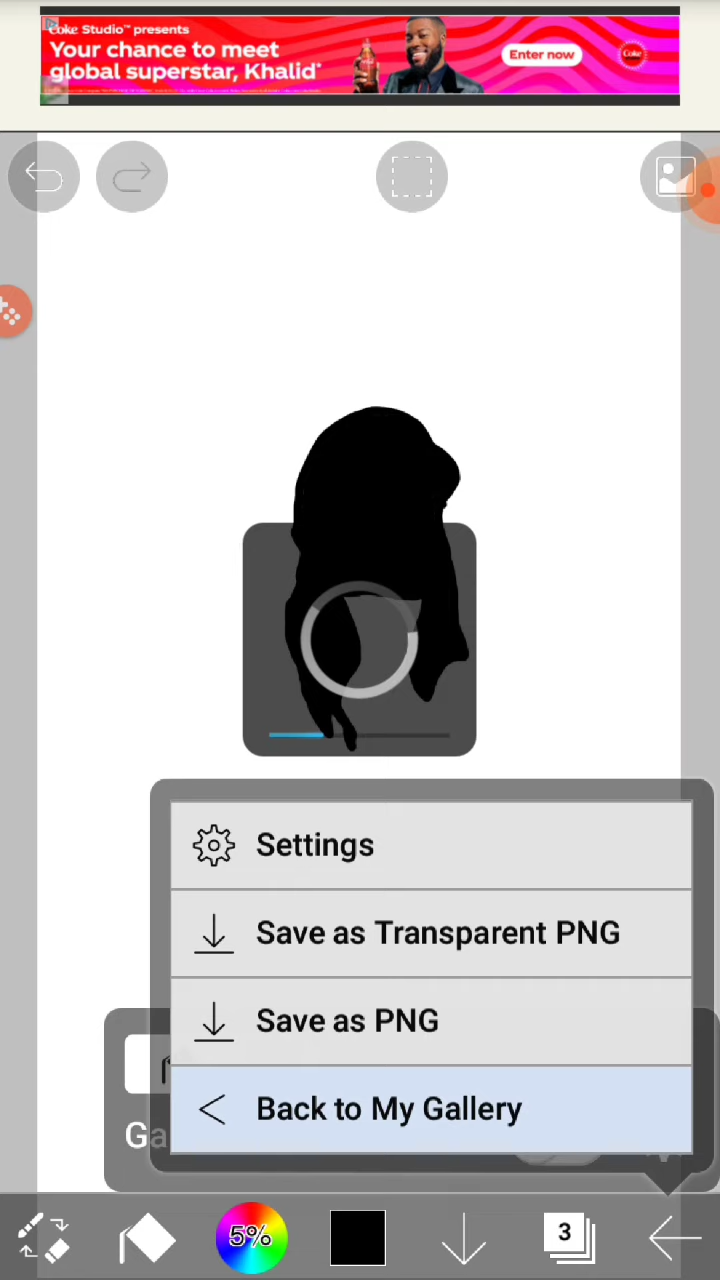 Coke Studio™ presents
Your chance to meet
global superstar, Khalid*
Enter now
Coke
Settings
Save as Transparent PNG
Save as PNG
Back to My Gallery
Ga
5%
3